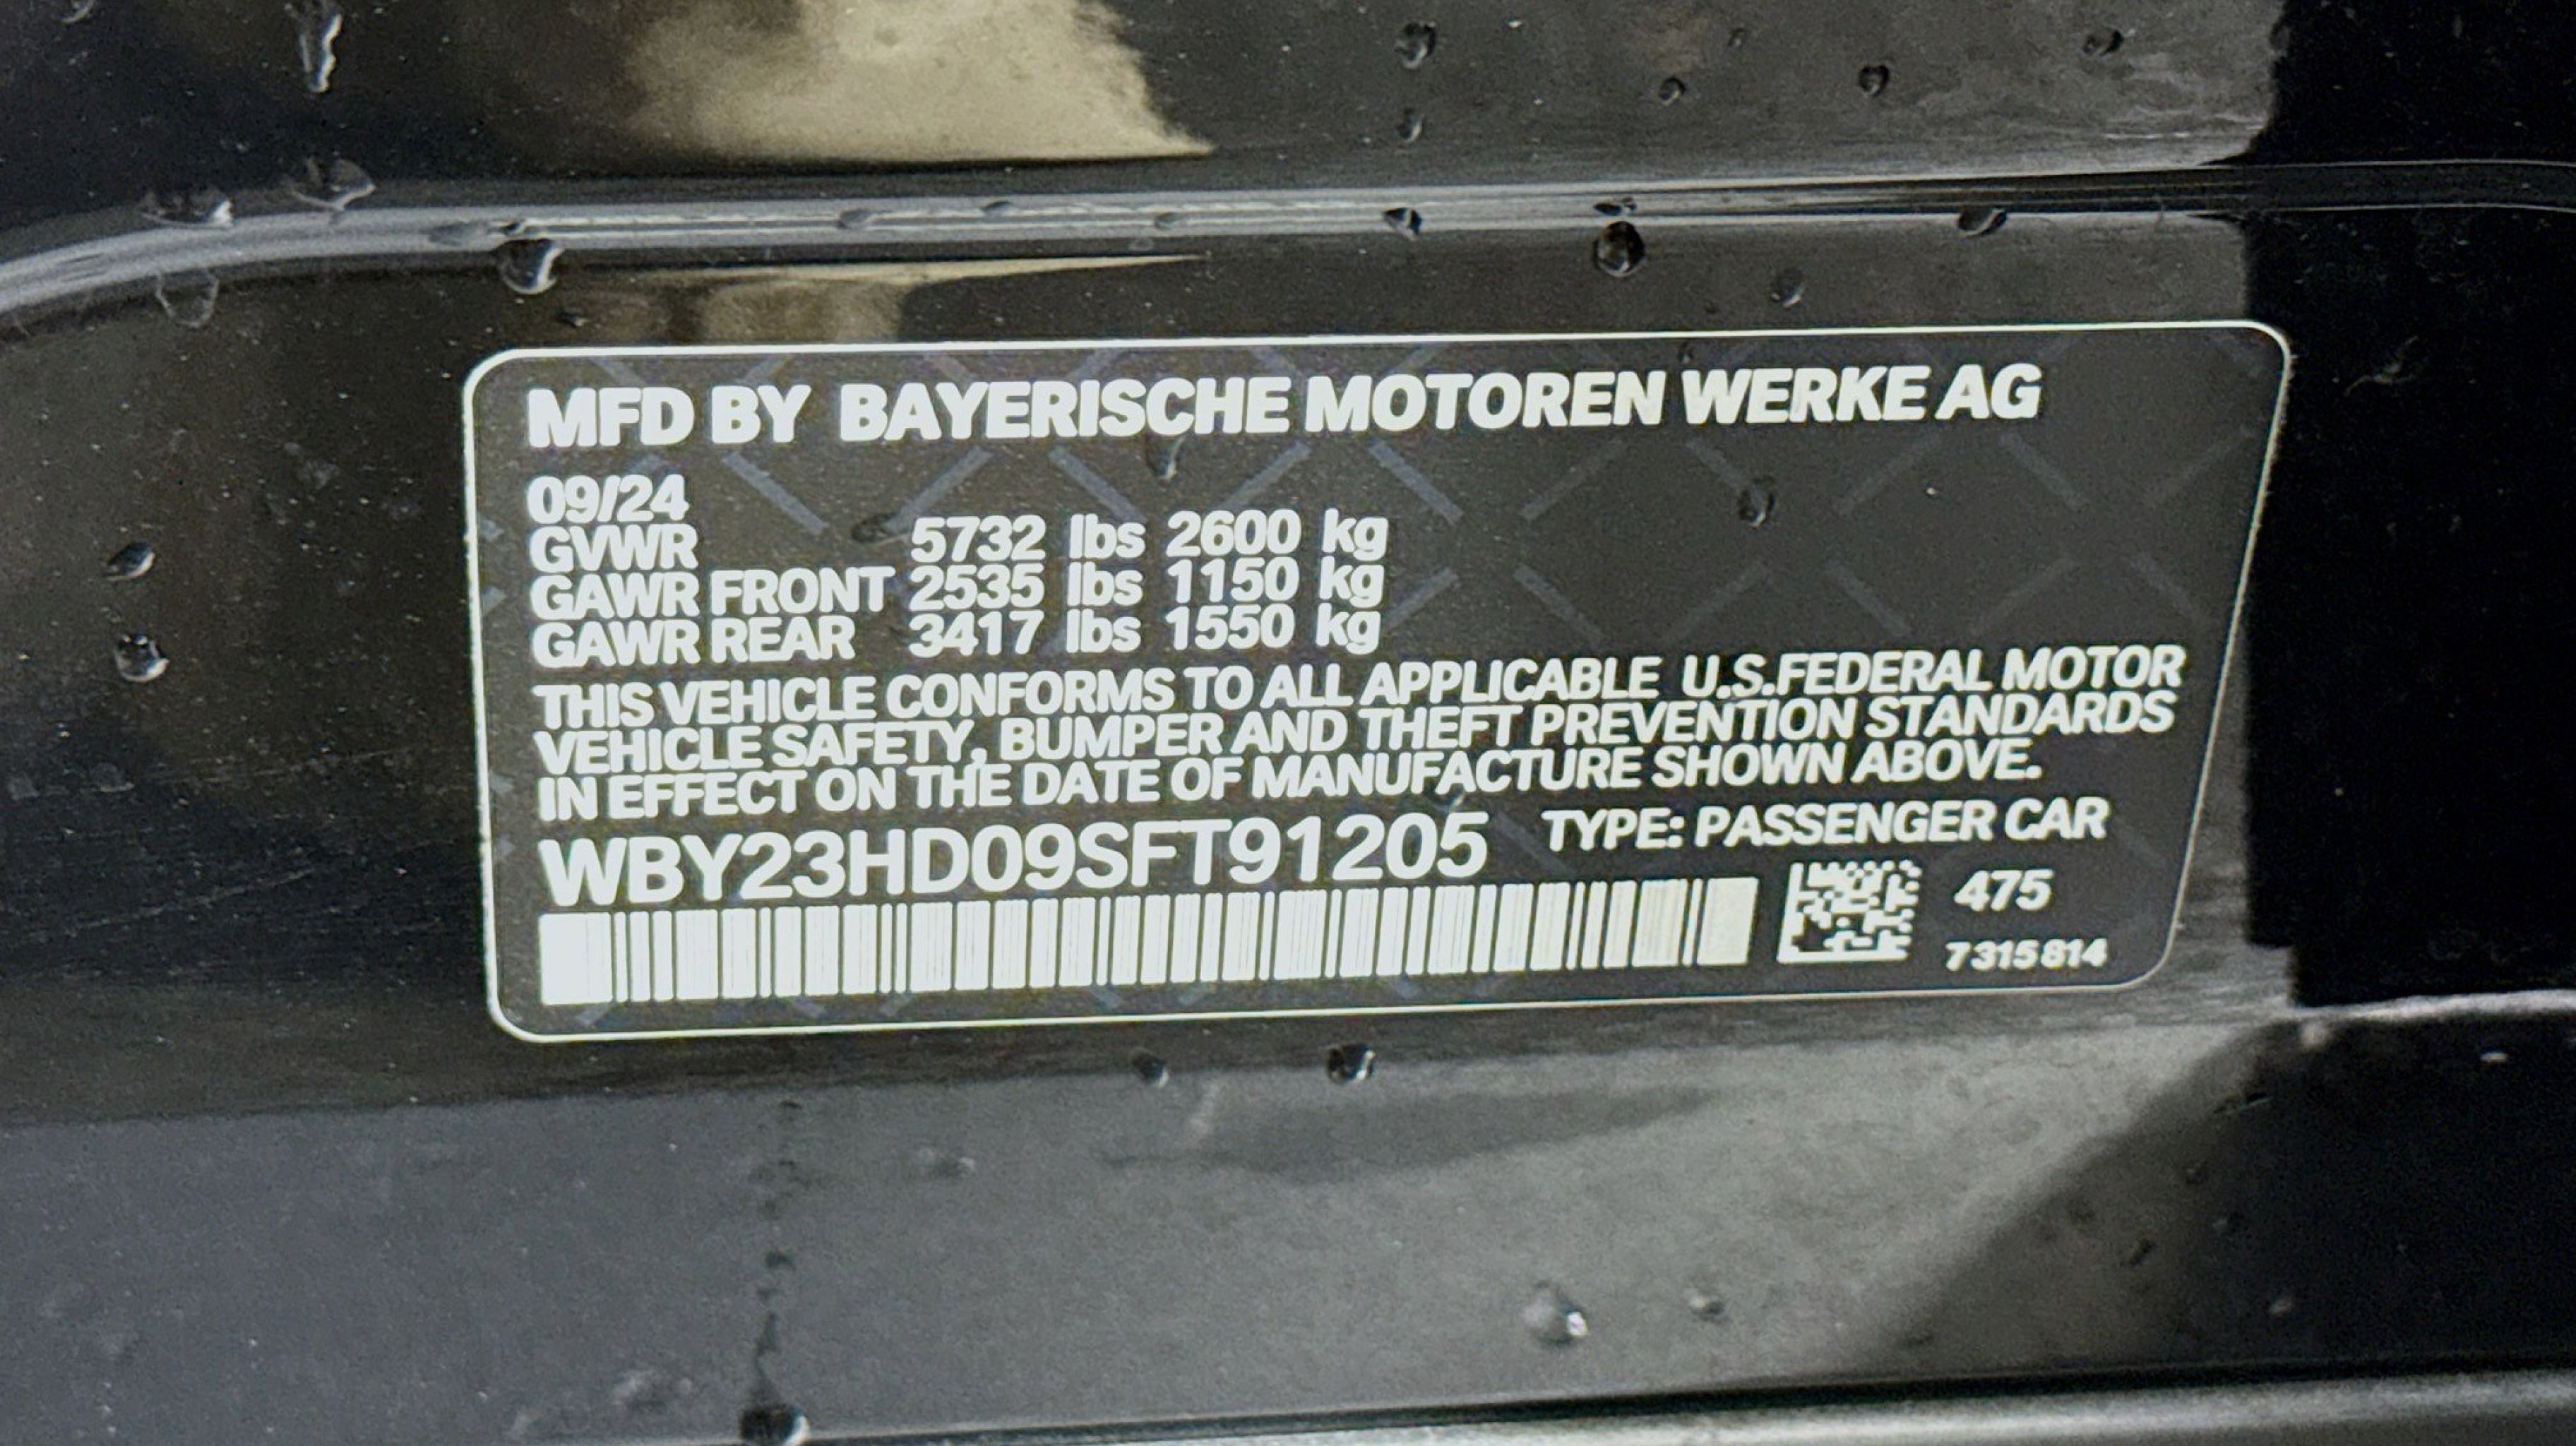 MFD BY BAYERISCHE MOTOREN WERKE AG
09/24
GVWR 5732 lbs 2600 kg
GAWR FRONT 2535 lbs 1150 kg
GAWR REAR 3417 lbs 1550 kg
THIS VEHICLE CONFORMS TO ALL APPLICABLE U.S.FEDERAL MOTOR
VEHICLE SAFETY, BUMPER AND THEFT PREVENTION STANDARDS
IN EFFECT ON THE DATE OF MANUFACTURE SHOWN ABOVE.
WBY23HD09SFT91205 TYPE: PASSENGER CAR
475
7315814